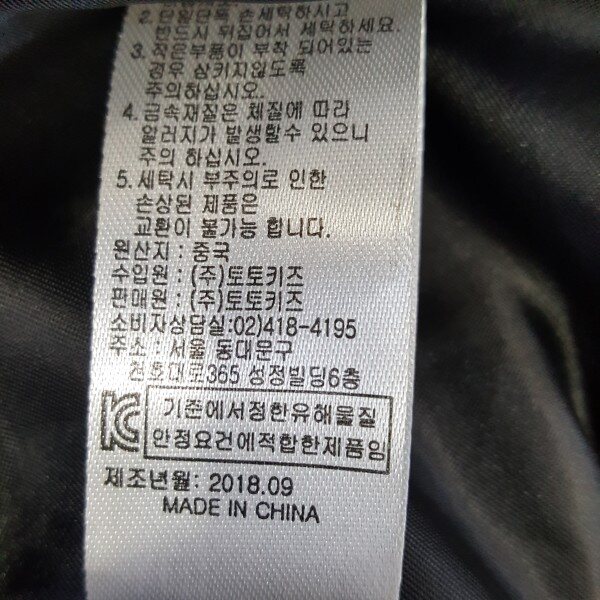 2. 단월단독 손세탁하시고
반드시 뒤집어서 세탁하세요.
3. 작은부품이 부착 되어있는
경우 삼키지않도록
주의하십시오.
4. 금속재질은 체질에 따라
알러지가 발생할수 있으니
주의 하십시오.
5. 세탁시 부주의로 인한
손상된 제품은
교환이 불가능 합니다.
원산지 : 중국
수입원 : (주)토토키즈
판매원 : (주)토토키즈
소비자상담실:02)418-4195
주소 : 서울 동대문구
천호대로365 성정빌딩6층
KC 기준에서정한유해물질
안정요건에적합한제품임
제조년월: 2018.09
MADE IN CHINA